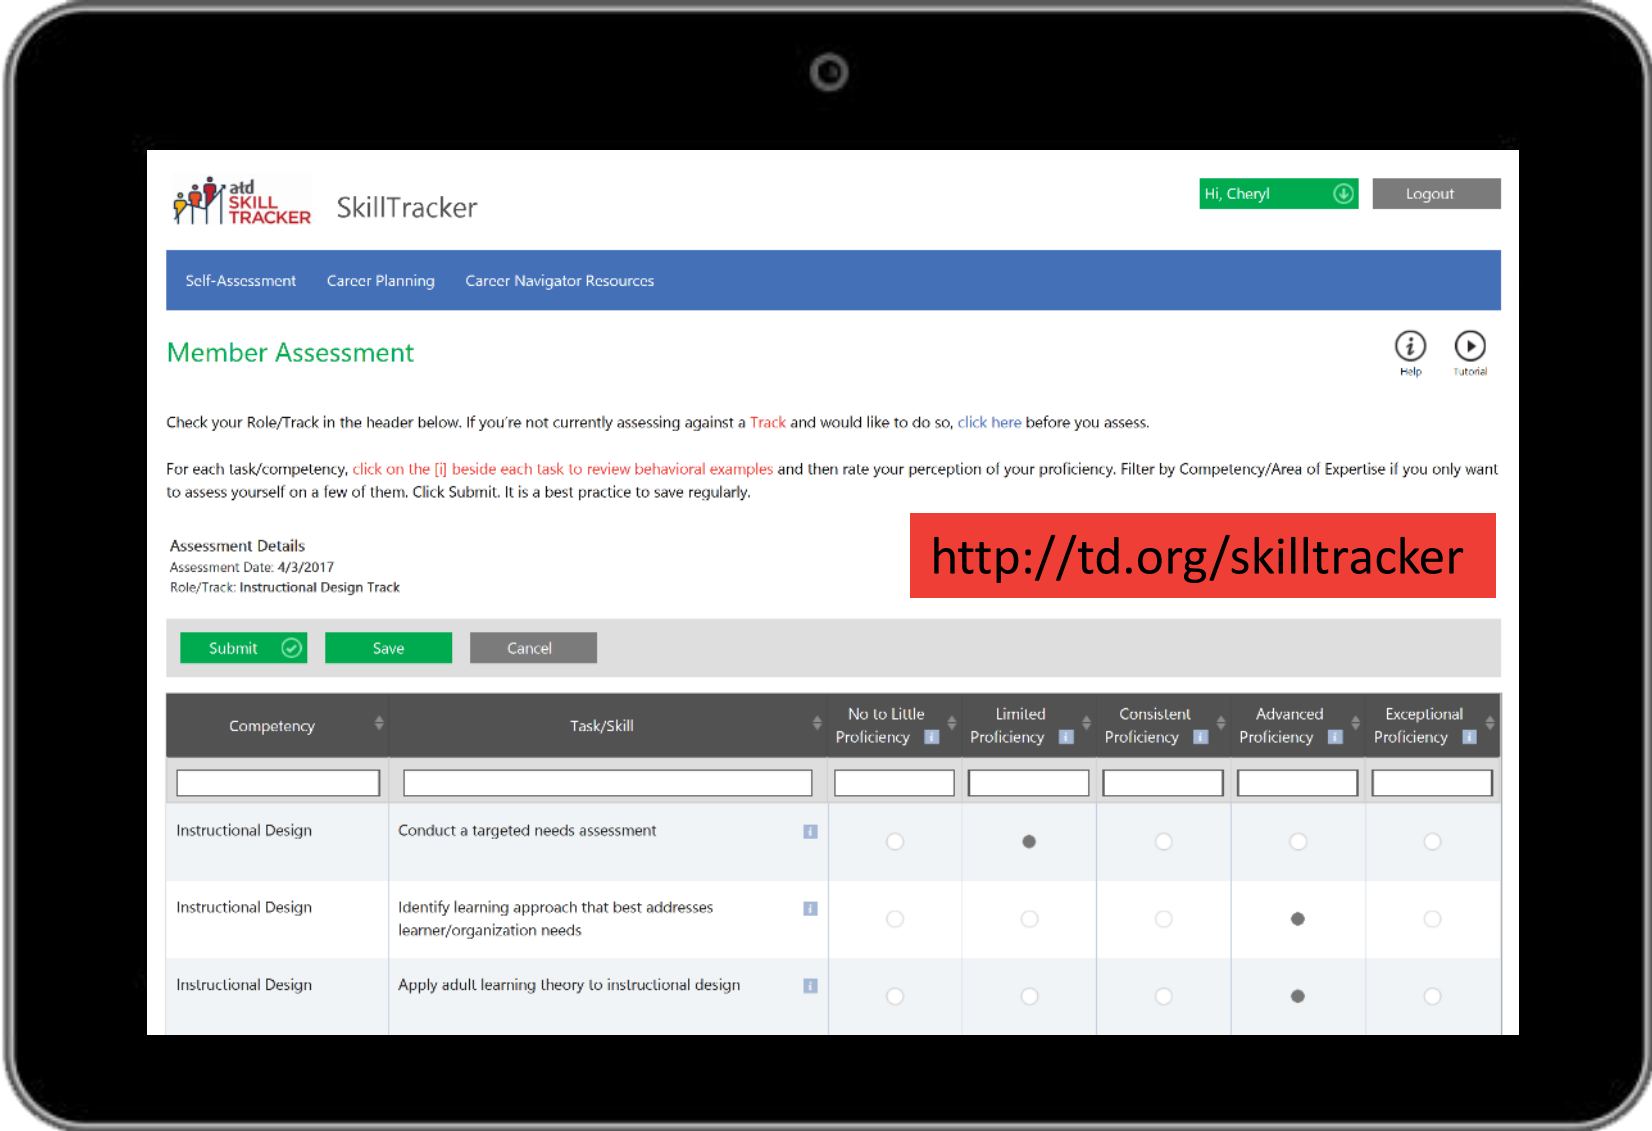 atd
SKILL
TRACKER
SkillTracker
Hi, Cheryl
Logout
Self-Assessment
Career Planning
Career Navigator Resources
Member Assessment
Help
Tutorial
Check your Role/Track in the header below. If you're not currently assessing against a Track and would like to do so, click here before you assess.
For each task/competency, click on the [i] beside each task to review behavioral examples and then rate your perception of your proficiency. Filter by Competency/Area of Expertise if you only want
to assess yourself on a few of them. Click Submit. It is a best practice to save regularly.
http://td.org/skilltracker
Assessment Details
Assessment Date: 4/3/2017
Role/Track: Instructional Design Track
Submit
Save
Cancel
Competency
Task/Skill
No to Little
Proficiency i
Limited
Proficiency i
Consistent
Proficiency i
Advanced
Proficiency i
Exceptional
Proficiency i
Instructional Design
Conduct a targeted needs assessment i
Instructional Design
Identify learning approach that best addresses i
learner/organization needs
Instructional Design
Apply adult learning theory to instructional design i